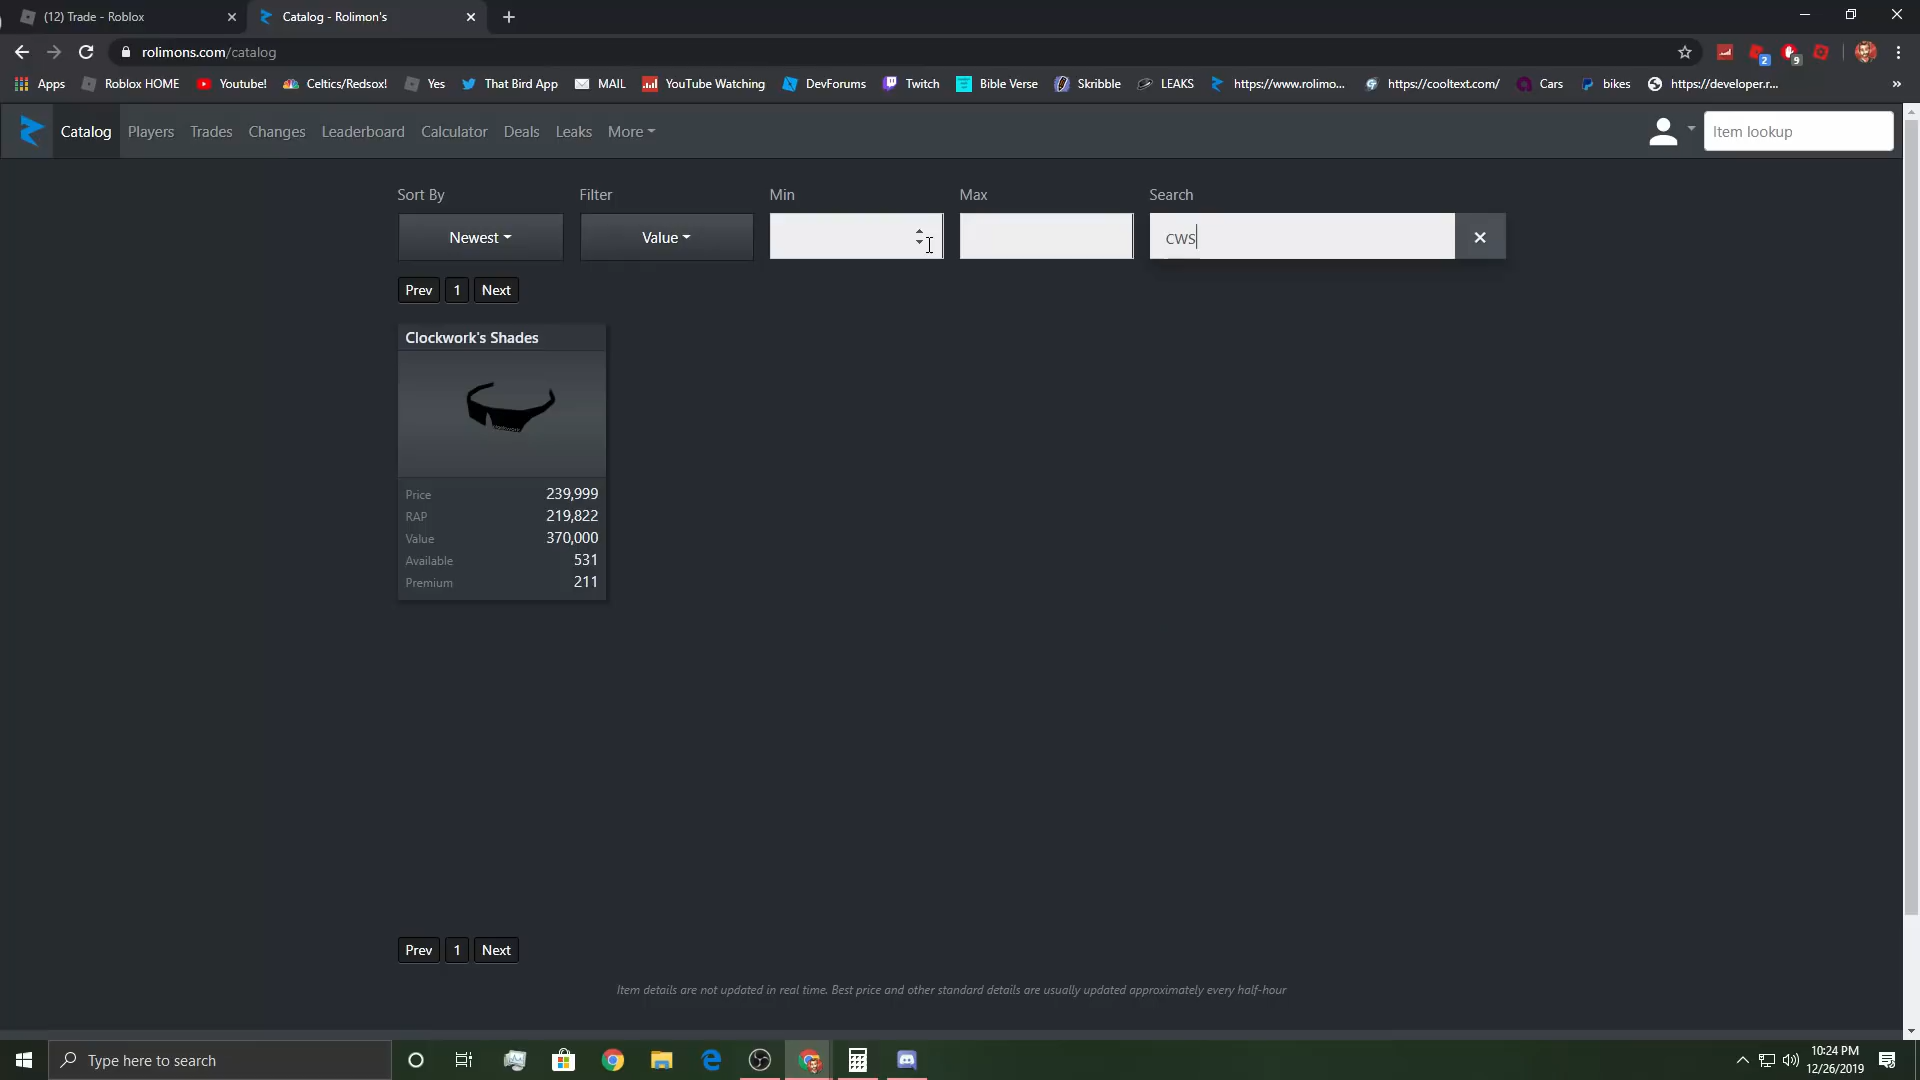 (12) Trade - Roblox
Catalog - Rolimon's
rolimons.com/catalog
2
9
Apps
Roblox HOME
Youtube!
Celtics/Redsox!
Yes
That Bird App
MAIL
YouTube Watching
DevForums
Twitch
Bible Verse
Skribble
LEAKS
https://www.rolimo...
https://cooltext.com/
Cars
bikes
https://developer.r...
»
Catalog
Players
Trades
Changes
Leaderboard
Calculator
Deals
Leaks
More
Item lookup
Sort By
Filter
Min
Max
Search
Newest
Value
cws
Prev
1
Next
Clockwork's Shades
Price 239,999
RAP 219,822
Value 370,000
Available 531
Premium 211
Prev
1
Next
Item details are not updated in real time. Best price and other standard details are usually updated approximately every half-hour
Type here to search
10:24 PM
12/26/2019